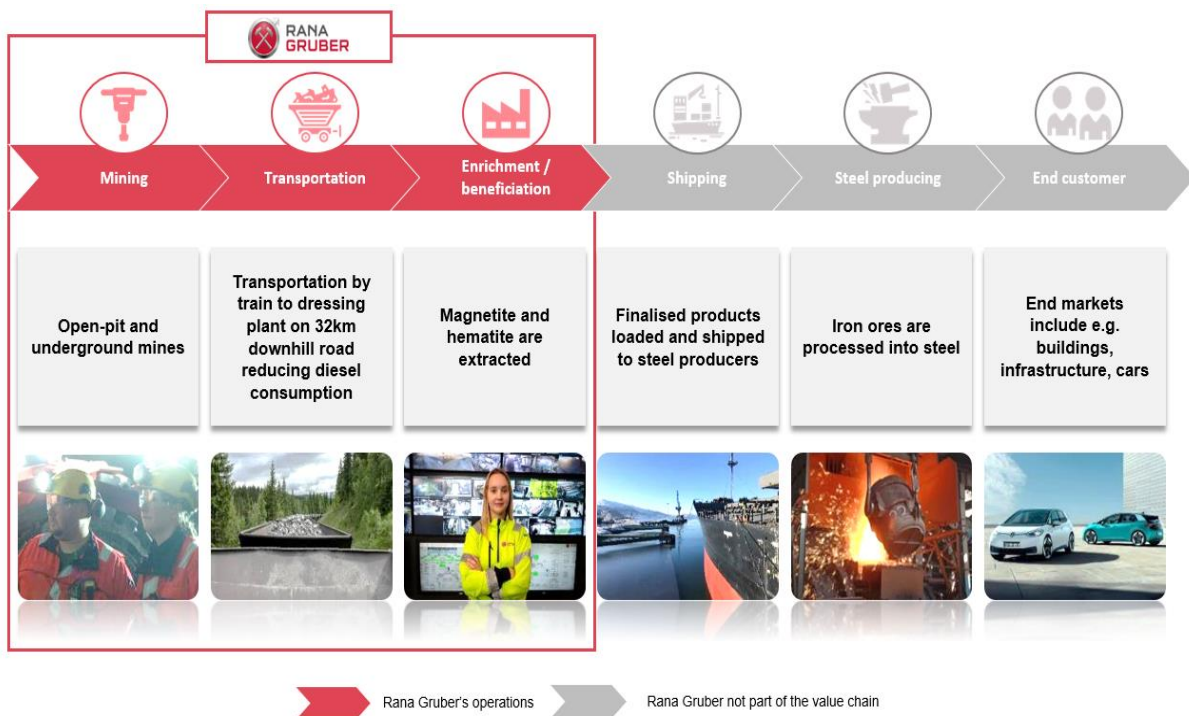 RANA
GRUBER
Mining
Transportation
Enrichment /
beneficiation
Shipping
Steel producing
End customer
Open-pit and
underground mines
Transportation by
train to dressing
plant on 32km
downhill road
reducing diesel
consumption
Magnetite and
hematite are
extracted
Finalised products
loaded and shipped
to steel producers
Iron ores are
processed into steel
End markets
include e.g.
buildings,
infrastructure, cars
Rana Gruber's operations
Rana Gruber not part of the value chain